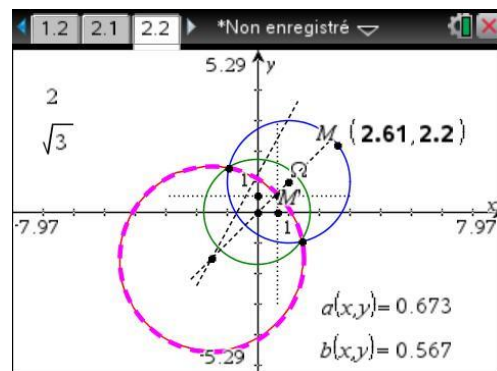 1.2 2.1 2.2 *Non enregistré
5.29 y
2
√3
M (2.61, 2.2)
Ω
1 M'
-7.97 1 7.97 x
a(x,y)= 0.673
-5.29 b(x,y)= 0.567